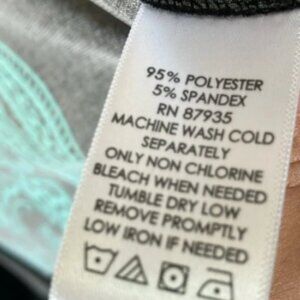 95% POLYESTER
5% SPANDEX
RN 87935
MACHINE WASH COLD
SEPARATELY
ONLY NON CHLORINE
BLEACH WHEN NEEDED
TUMBLE DRY LOW
REMOVE PROMPTLY
LOW IRON IF NEEDED